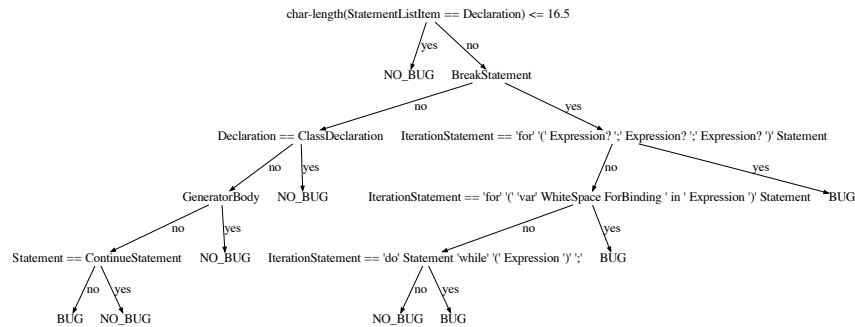 char-length(StatementListItem == Declaration) <= 16.5
yes no
NO_BUG BreakStatement
no yes
Declaration == ClassDeclaration IterationStatement == 'for' '(' Expression? ';' Expression? ';' Expression? ')' Statement
no yes no yes
GeneratorBody NO_BUG IterationStatement == 'for' '(' 'var' WhiteSpace ForBinding ' in ' Expression ')' Statement BUG
no yes no yes
Statement == ContinueStatement NO_BUG IterationStatement == 'do' Statement 'while' '(' Expression ')' ';' BUG
no yes no yes
BUG NO_BUG NO_BUG BUG